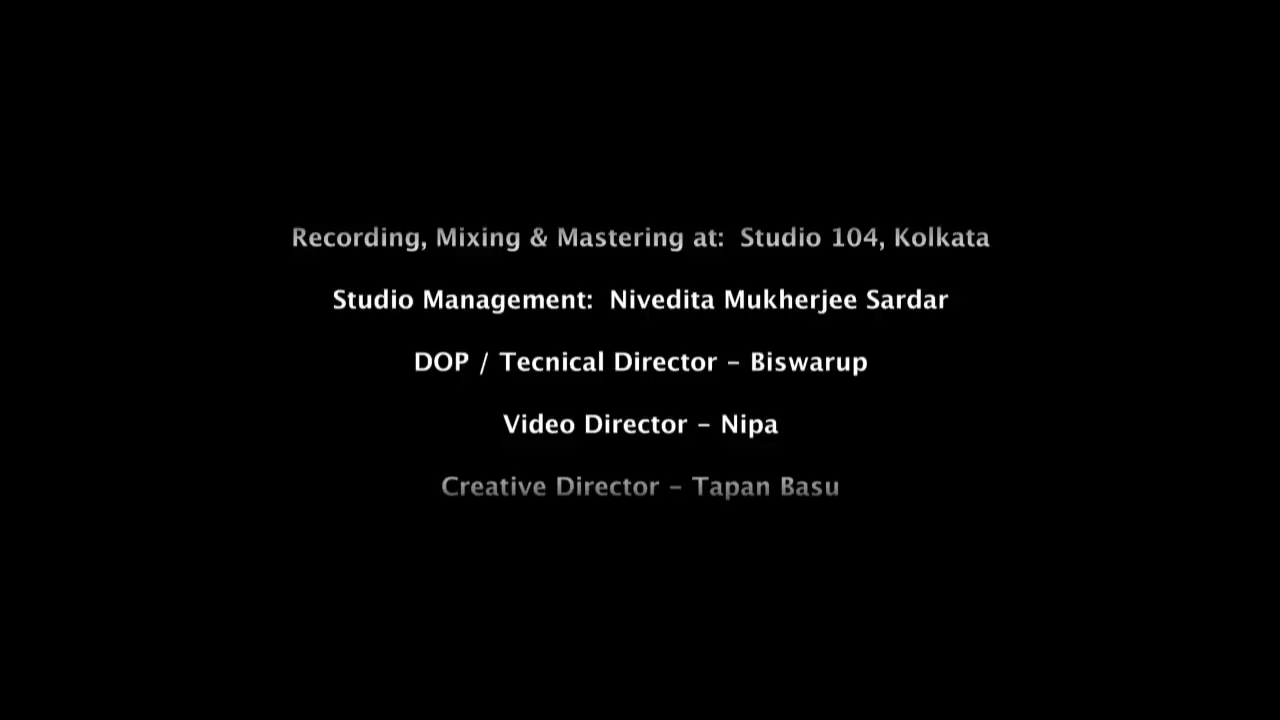 Recording, Mixing & Mastering at:  Studio 104, Kolkata
Studio Management:  Nivedita Mukherjee Sardar
DOP / Tecnical Director – Biswarup
Video Director – Nipa
Creative Director – Tapan Basu